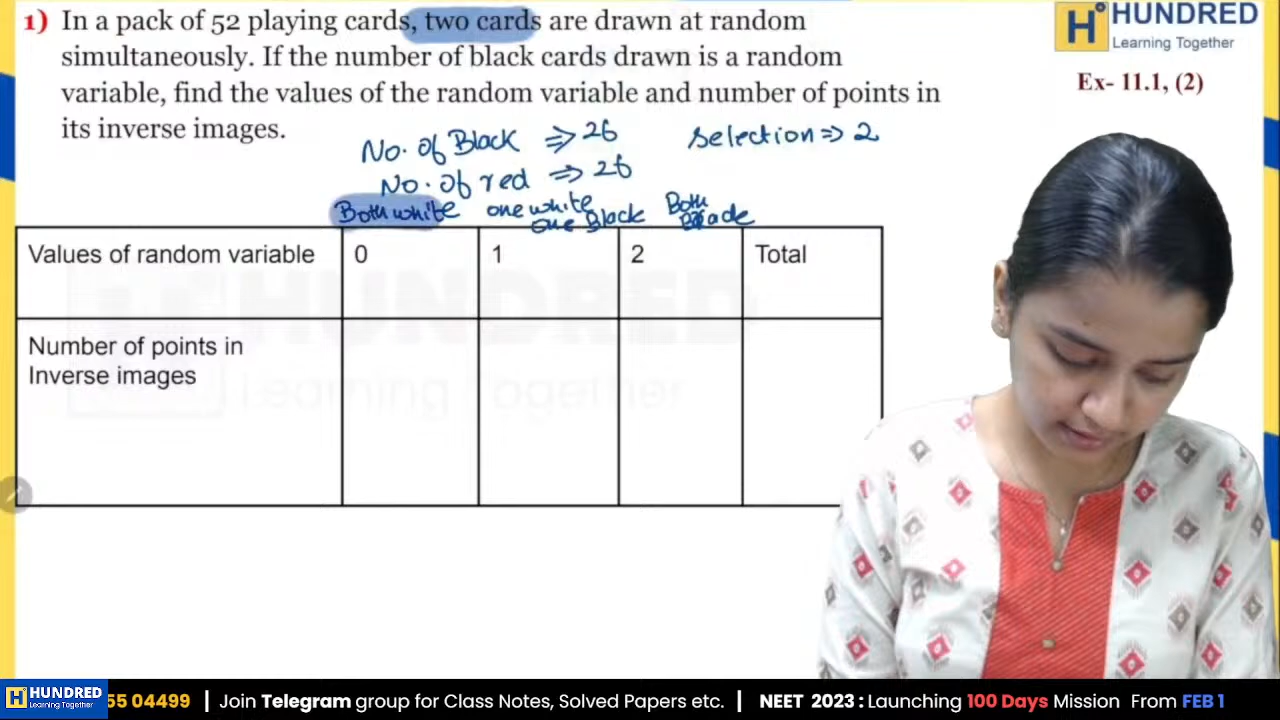 1) In a pack of 52 playing cards, two cards are drawn at random
simultaneously. If the number of black cards drawn is a random
variable, find the values of the random variable and number of points in
its inverse images.
HUNDRED
Learning Together
Ex- 11.1, (2)
No. of Black ⇒ 26
selection ⇒ 2
No. of red ⇒ 26
Both white
one white
one Black
Both
Values of random variable 0 1 2 Total
Number of points in
Inverse images
HUNDRED
Learning Together
HUNDRED
Learning Together
55 04499 | Join Telegram group for Class Notes, Solved Papers etc. | NEET 2023 : Launching 100 Days Mission From FEB 1